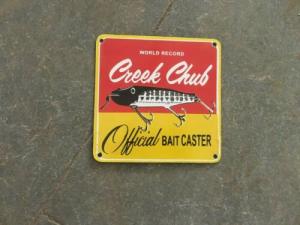 WORLD RECORD
Creek Chub
Official BAIT CASTER